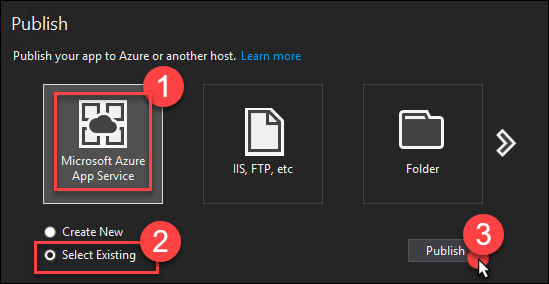 Publish
Publish your app to Azure or another host. Learn more
1
Microsoft Azure
App Service
IIS, FTP, etc
Folder
Create New
2
Select Existing
3
Publish